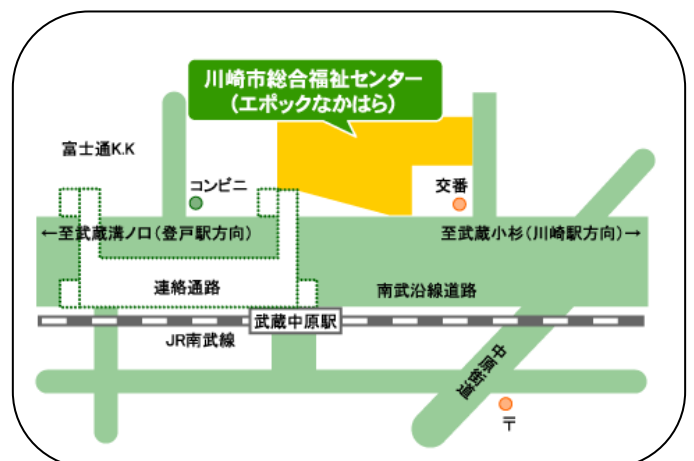 川崎市総合福祉センター
（エポックなかはら）
富士通K.K
コンビニ
交番
←至武蔵溝ノ口（登戸駅方向）
至武蔵小杉（川崎駅方向）→
連絡通路
南武沿線道路
武蔵中原駅
JR南武線
中原街道
〒